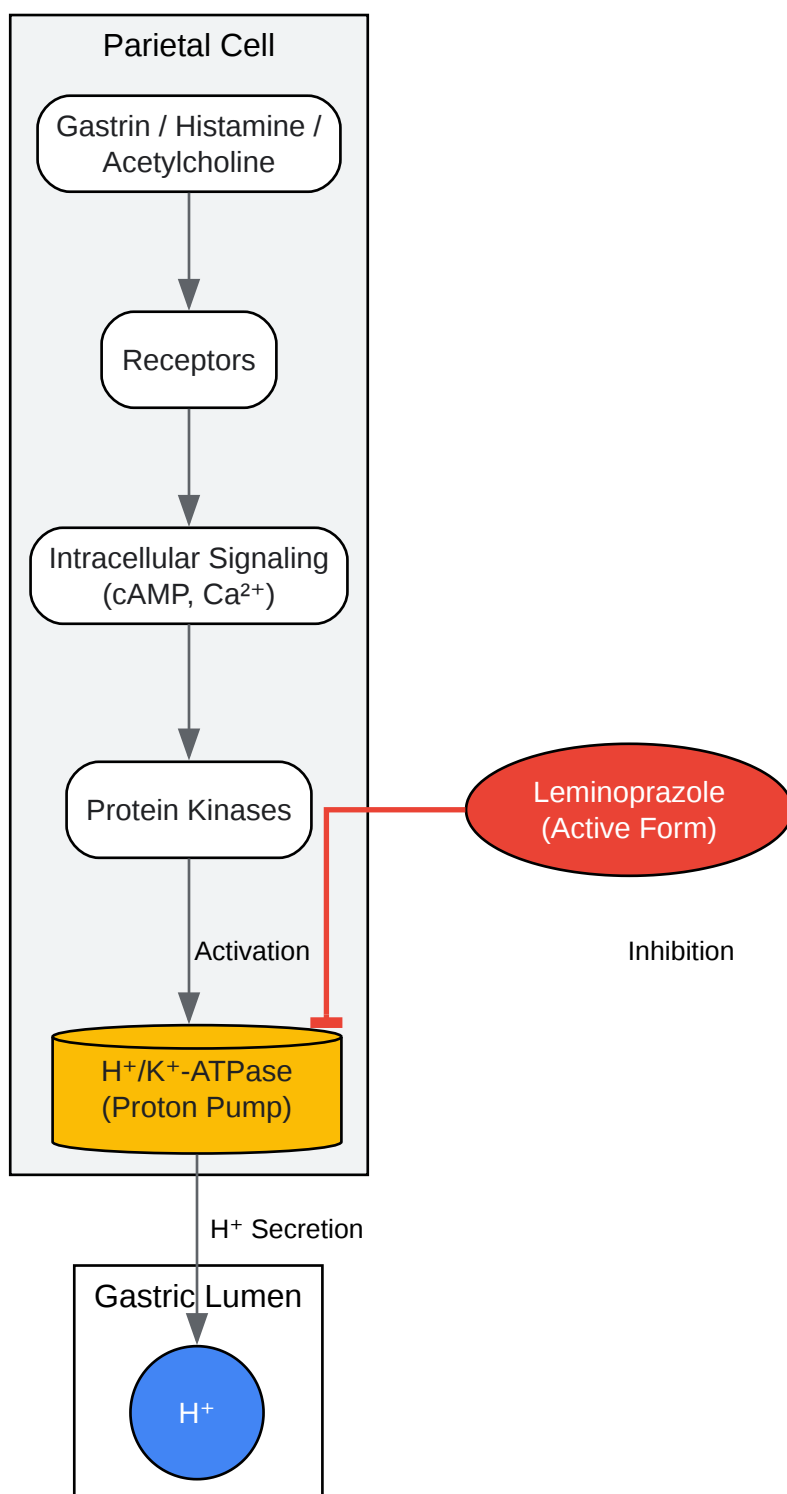 Parietal Cell
Gastrin / Histamine /
Acetylcholine
Receptors
Intracellular Signaling
(cAMP, Ca²⁺)
Protein Kinases
Leminoprazole
(Active Form)
Activation
Inhibition
H⁺/K⁺-ATPase
(Proton Pump)
H⁺ Secretion
Gastric Lumen
H⁺